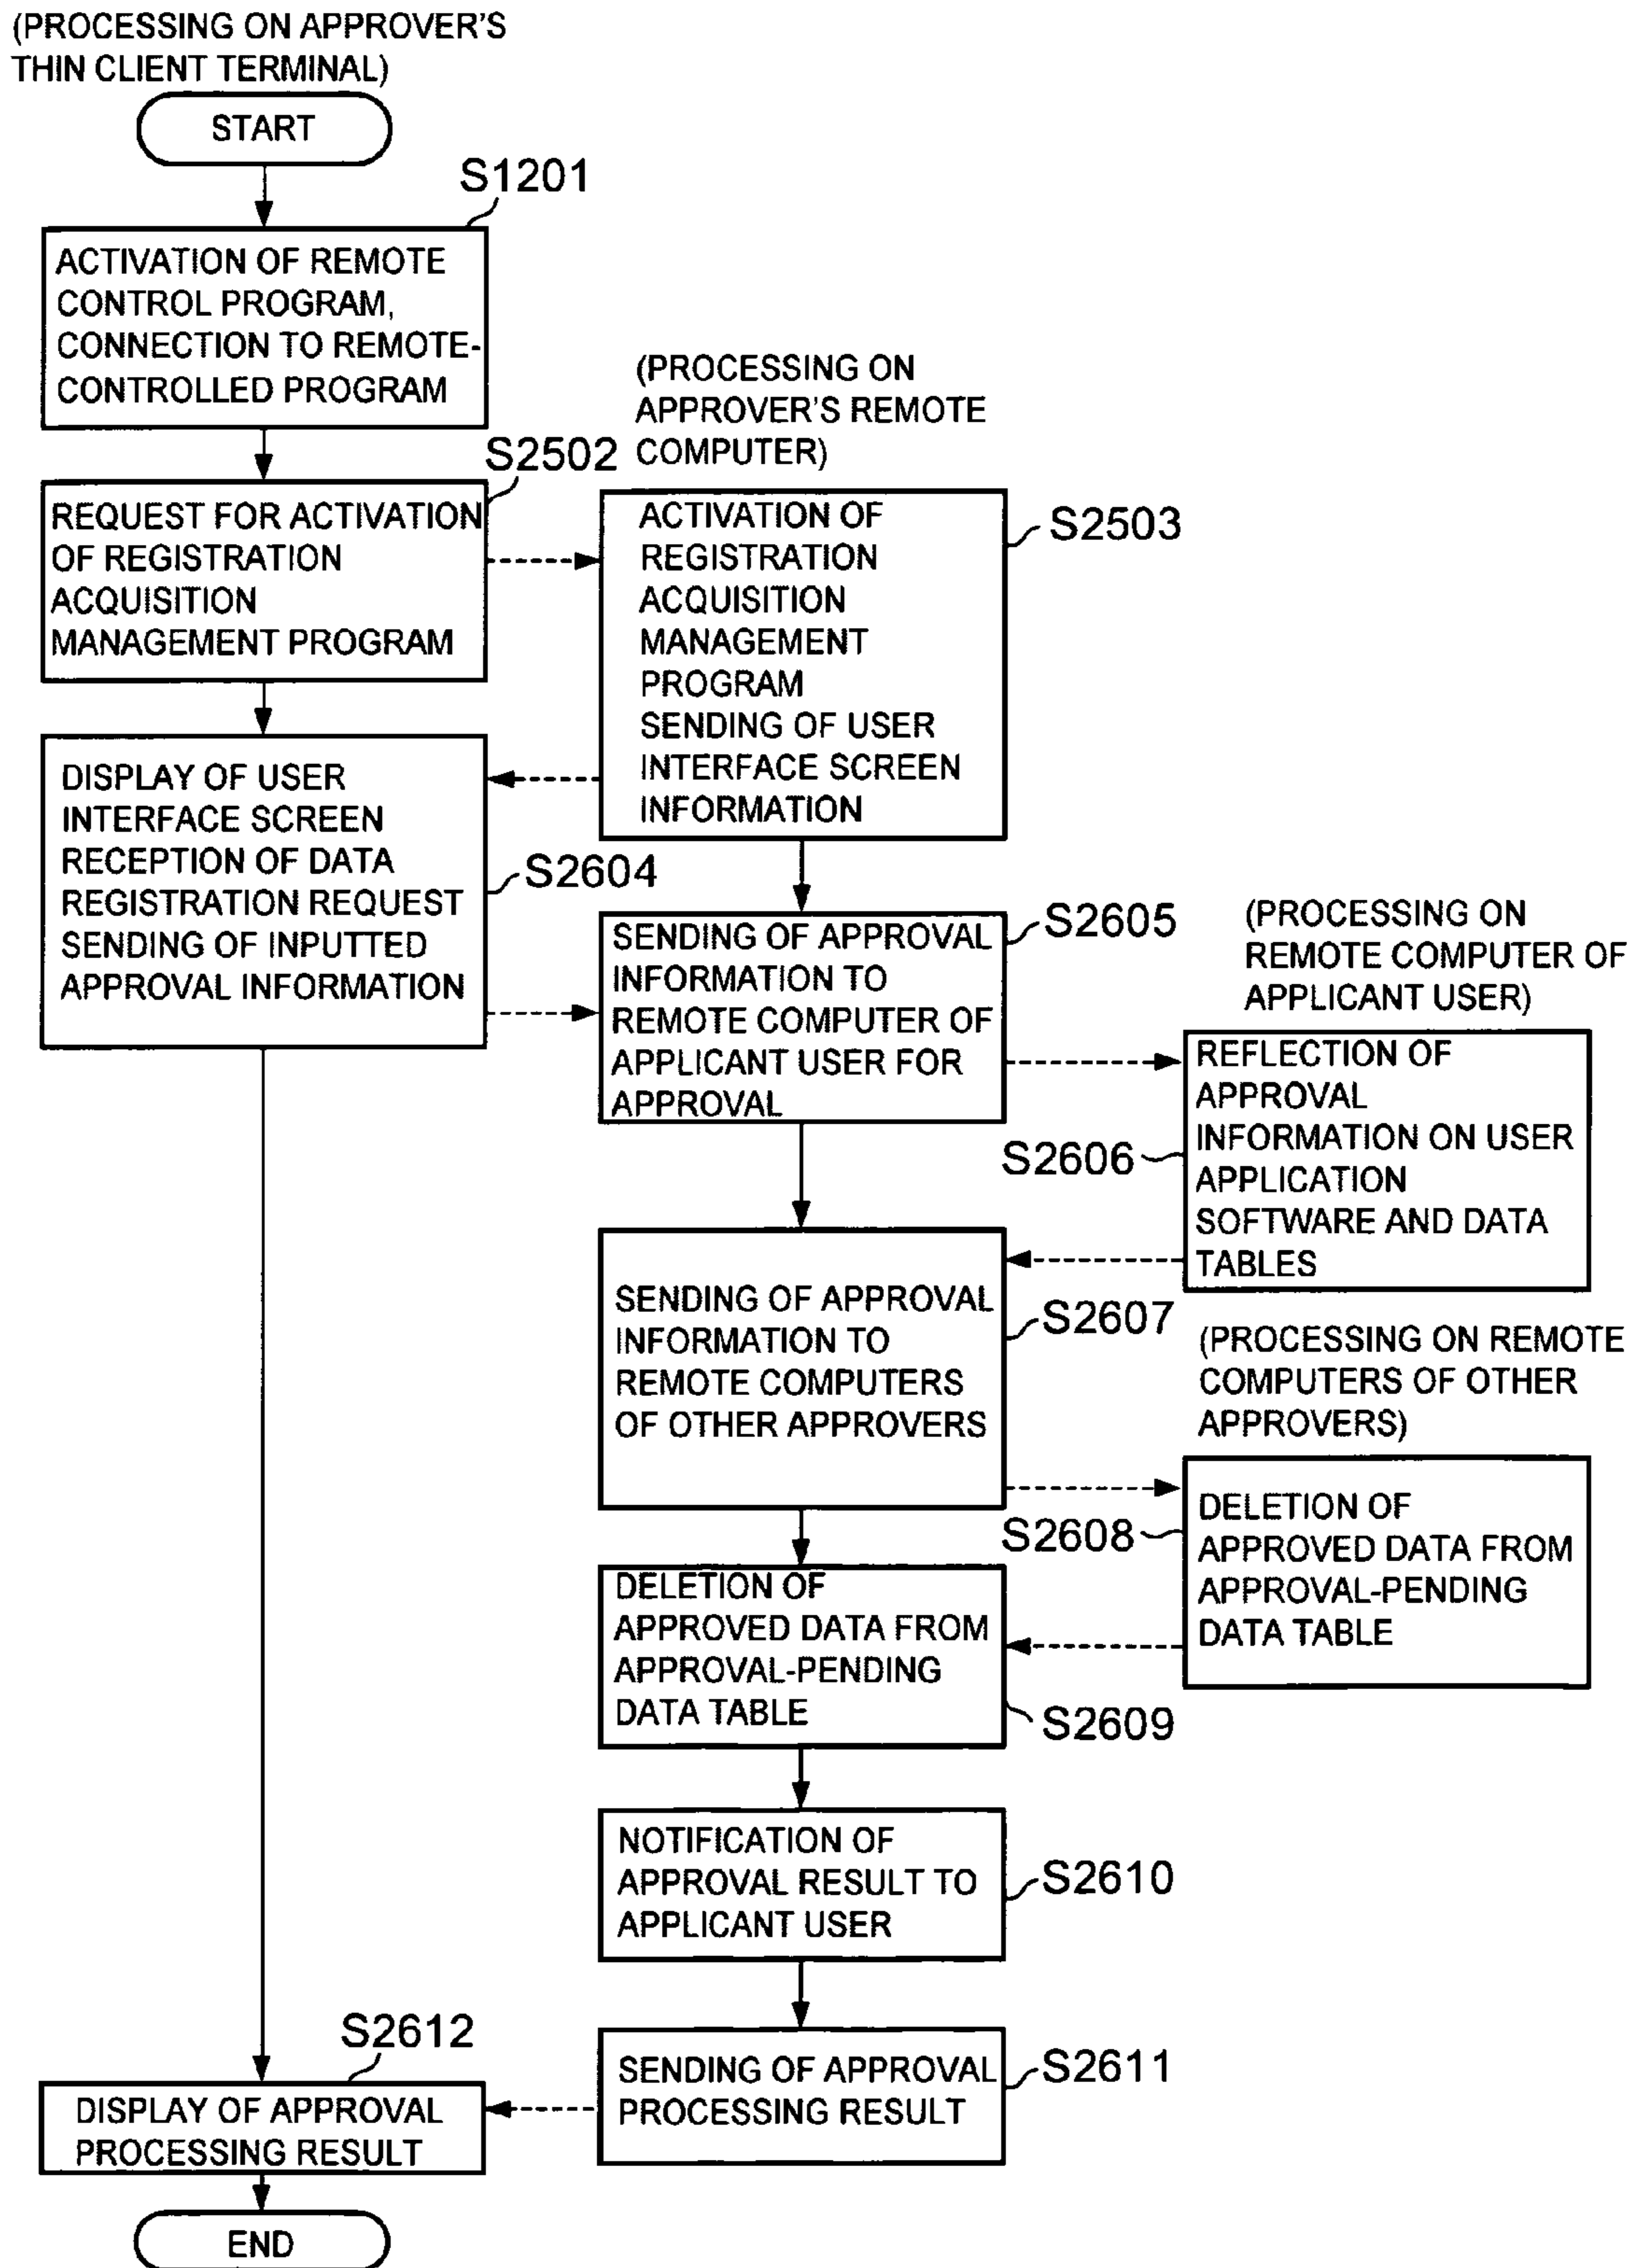 (PROCESSING ON APPROVER'S
THIN CLIENT TERMINAL)
START
S1201
ACTIVATION OF REMOTE
CONTROL PROGRAM,
CONNECTION TO REMOTE-
CONTROLLED PROGRAM
S2502
REQUEST FOR ACTIVATION
OF REGISTRATION
ACQUISITION
MANAGEMENT PROGRAM
(PROCESSING ON
APPROVER'S REMOTE
COMPUTER)
S2503
ACTIVATION OF
REGISTRATION
ACQUISITION
MANAGEMENT
PROGRAM
SENDING OF USER
INTERFACE SCREEN
INFORMATION
DISPLAY OF USER
INTERFACE SCREEN
RECEPTION OF DATA
REGISTRATION REQUEST
SENDING OF INPUTTED
APPROVAL INFORMATION
S2604
SENDING OF APPROVAL
INFORMATION TO
REMOTE COMPUTER OF
APPLICANT USER FOR
APPROVAL
S2605
(PROCESSING ON
REMOTE COMPUTER OF
APPLICANT USER)
REFLECTION OF
APPROVAL
INFORMATION ON USER
APPLICATION
SOFTWARE AND DATA
TABLES
S2606
SENDING OF APPROVAL
INFORMATION TO
REMOTE COMPUTERS
OF OTHER APPROVERS
S2607
(PROCESSING ON REMOTE
COMPUTERS OF OTHER
APPROVERS)
S2608
DELETION OF
APPROVED DATA FROM
APPROVAL-PENDING
DATA TABLE
DELETION OF
APPROVED DATA FROM
APPROVAL-PENDING
DATA TABLE
S2609
NOTIFICATION OF
APPROVAL RESULT TO
APPLICANT USER
S2610
SENDING OF APPROVAL
PROCESSING RESULT
S2611
S2612
DISPLAY OF APPROVAL
PROCESSING RESULT
END